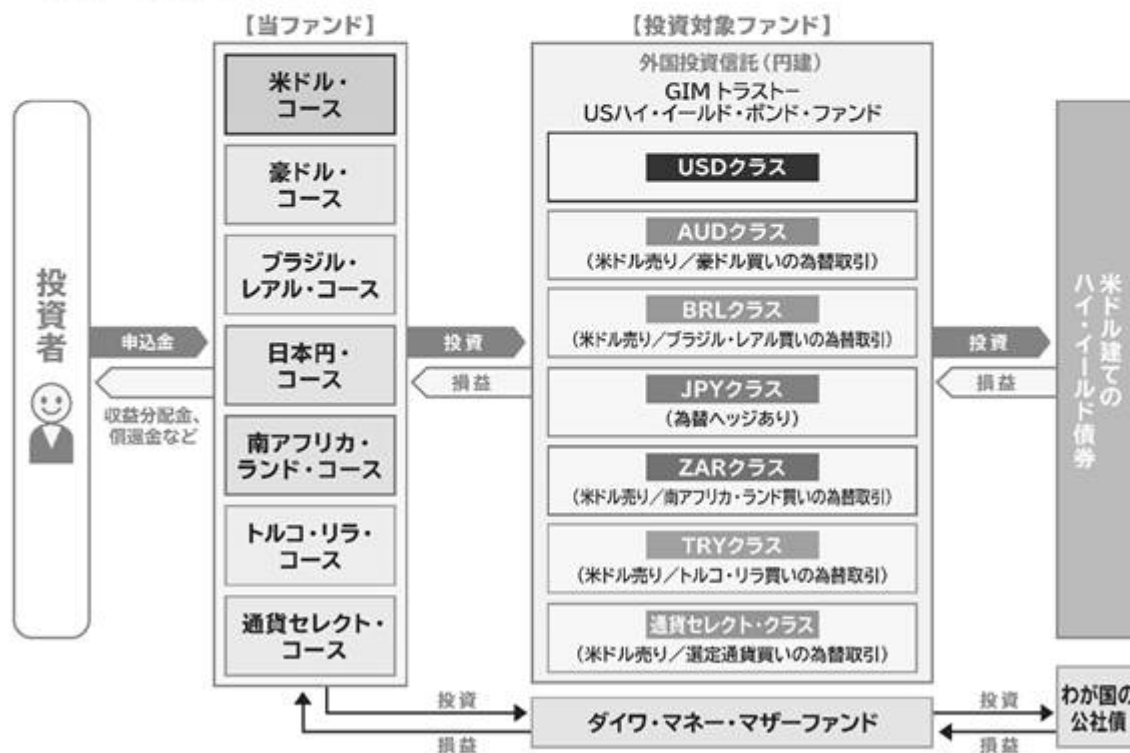 【当ファンド】
【投資対象ファンド】
投資者
申込金
収益分配金、
償還金など
米ドル・
コース
豪ドル・
コース
ブラジル・
レアル・コース
日本円・
コース
南アフリカ・
ランド・コース
トルコ・リラ・
コース
通貨セレクト・
コース
投資
損益
外国投資信託(円建)
GIMトラスト－
USハイ・イールド・ボンド・ファンド
USDクラス
AUDクラス
(米ドル売り/豪ドル買いの為替取引)
BRLクラス
(米ドル売り/ブラジル・レアル買いの為替取引)
JPYクラス
(為替ヘッジあり)
ZARクラス
(米ドル売り/南アフリカ・ランド買いの為替取引)
TRYクラス
(米ドル売り/トルコ・リラ買いの為替取引)
通貨セレクト・クラス
(米ドル売り/選定通貨買いの為替取引)
投資
損益
米ドル建ての
ハイ・イールド債券
投資
損益
ダイワ・マネー・マザーファンド
投資
損益
わが国の
公社債